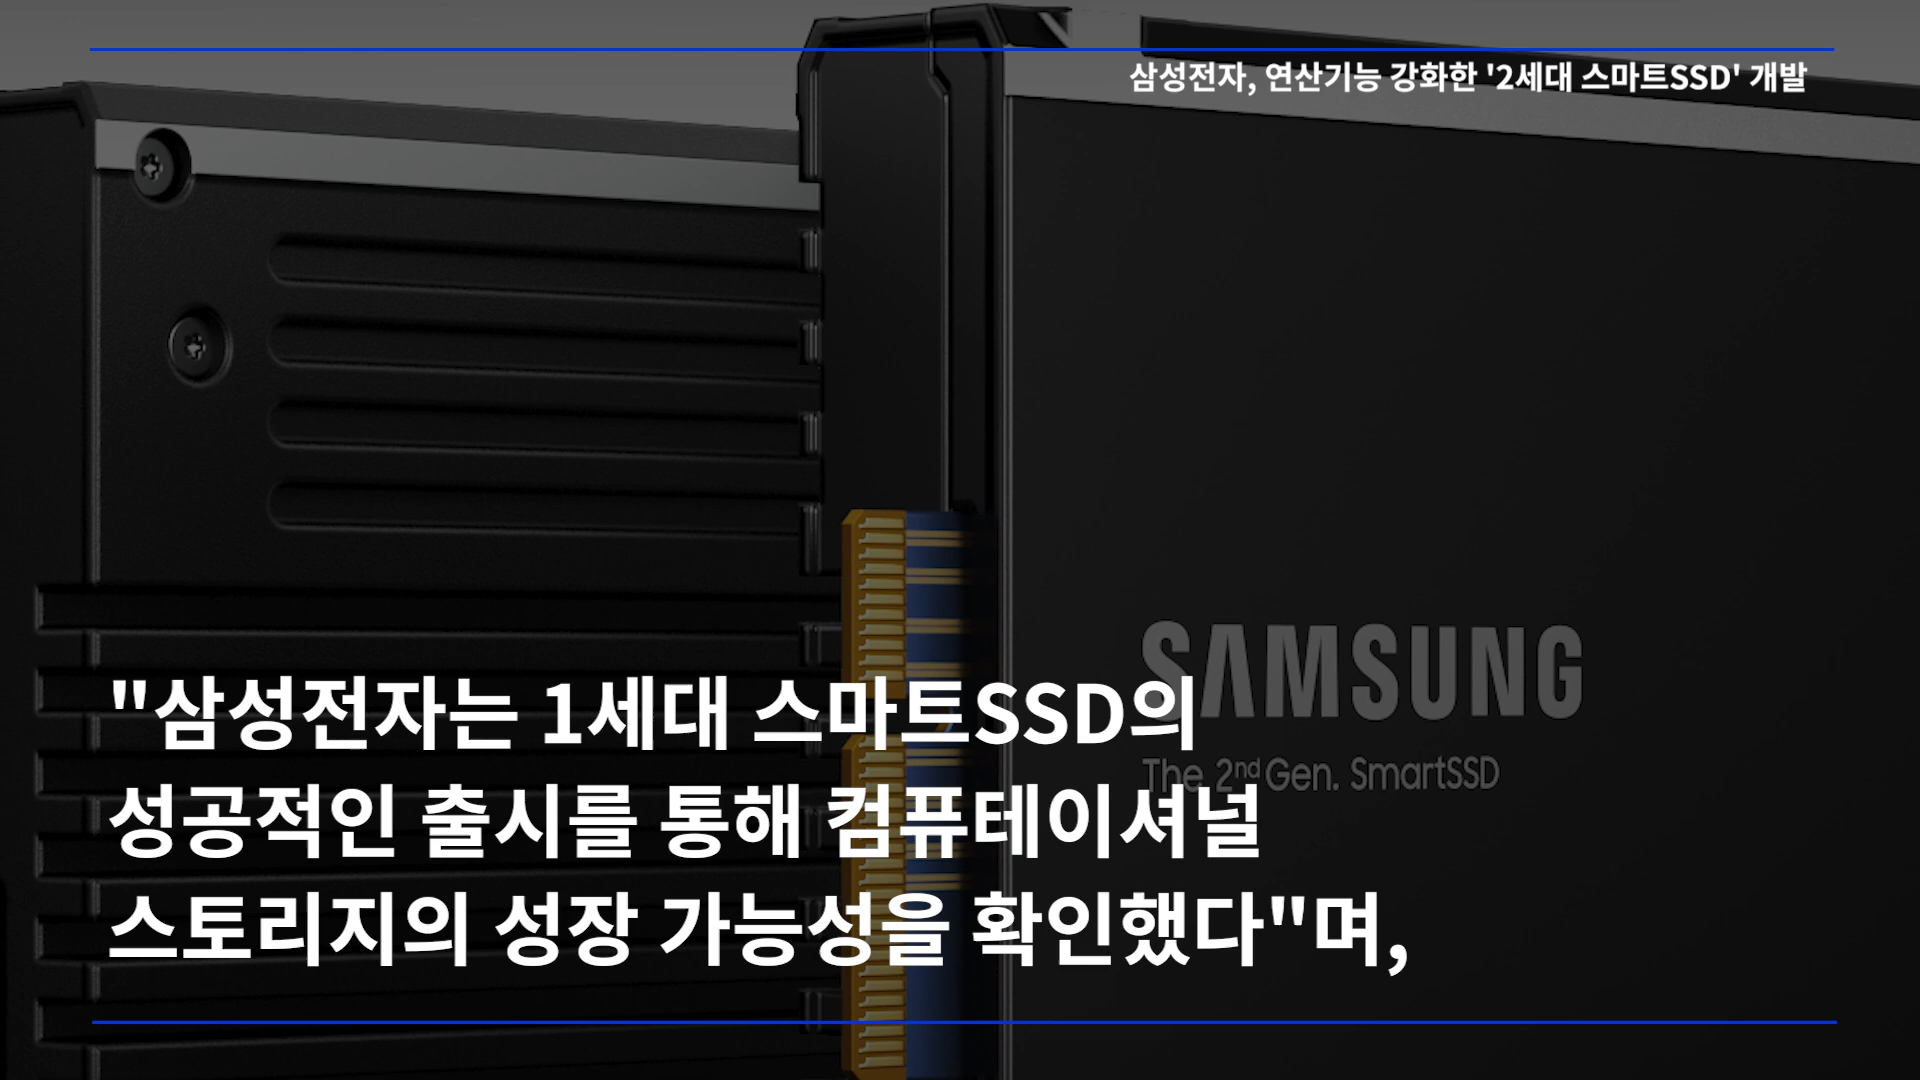 삼성전자, 연산기능 강화한 '2세대 스마트SSD' 개발
SAMSUNG
The 2nd Gen. SmartSSD
"삼성전자는 1세대 스마트SSD의
성공적인 출시를 통해 컴퓨테이셔널
스토리지의 성장 가능성을 확인했다"며,